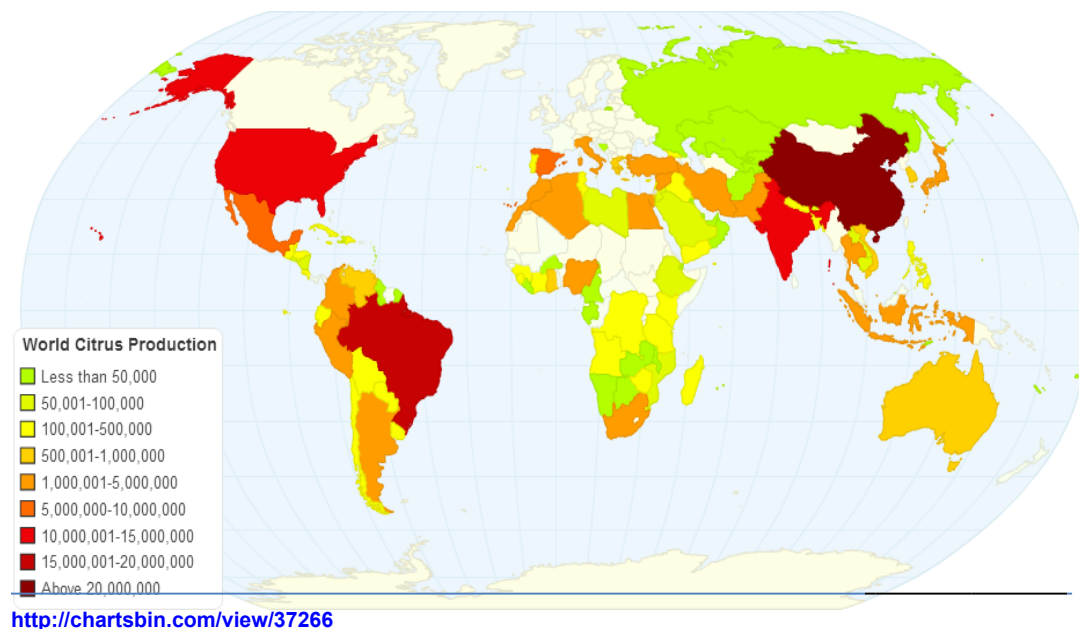 World Citrus Production
Less than 50,000
50,001-100,000
100,001-500,000
500,001-1,000,000
1,000,001-5,000,000
5,000,000-10,000,000
10,000,001-15,000,000
15,000,001-20,000,000
Above 20,000,000
http://chartsbin.com/view/37266